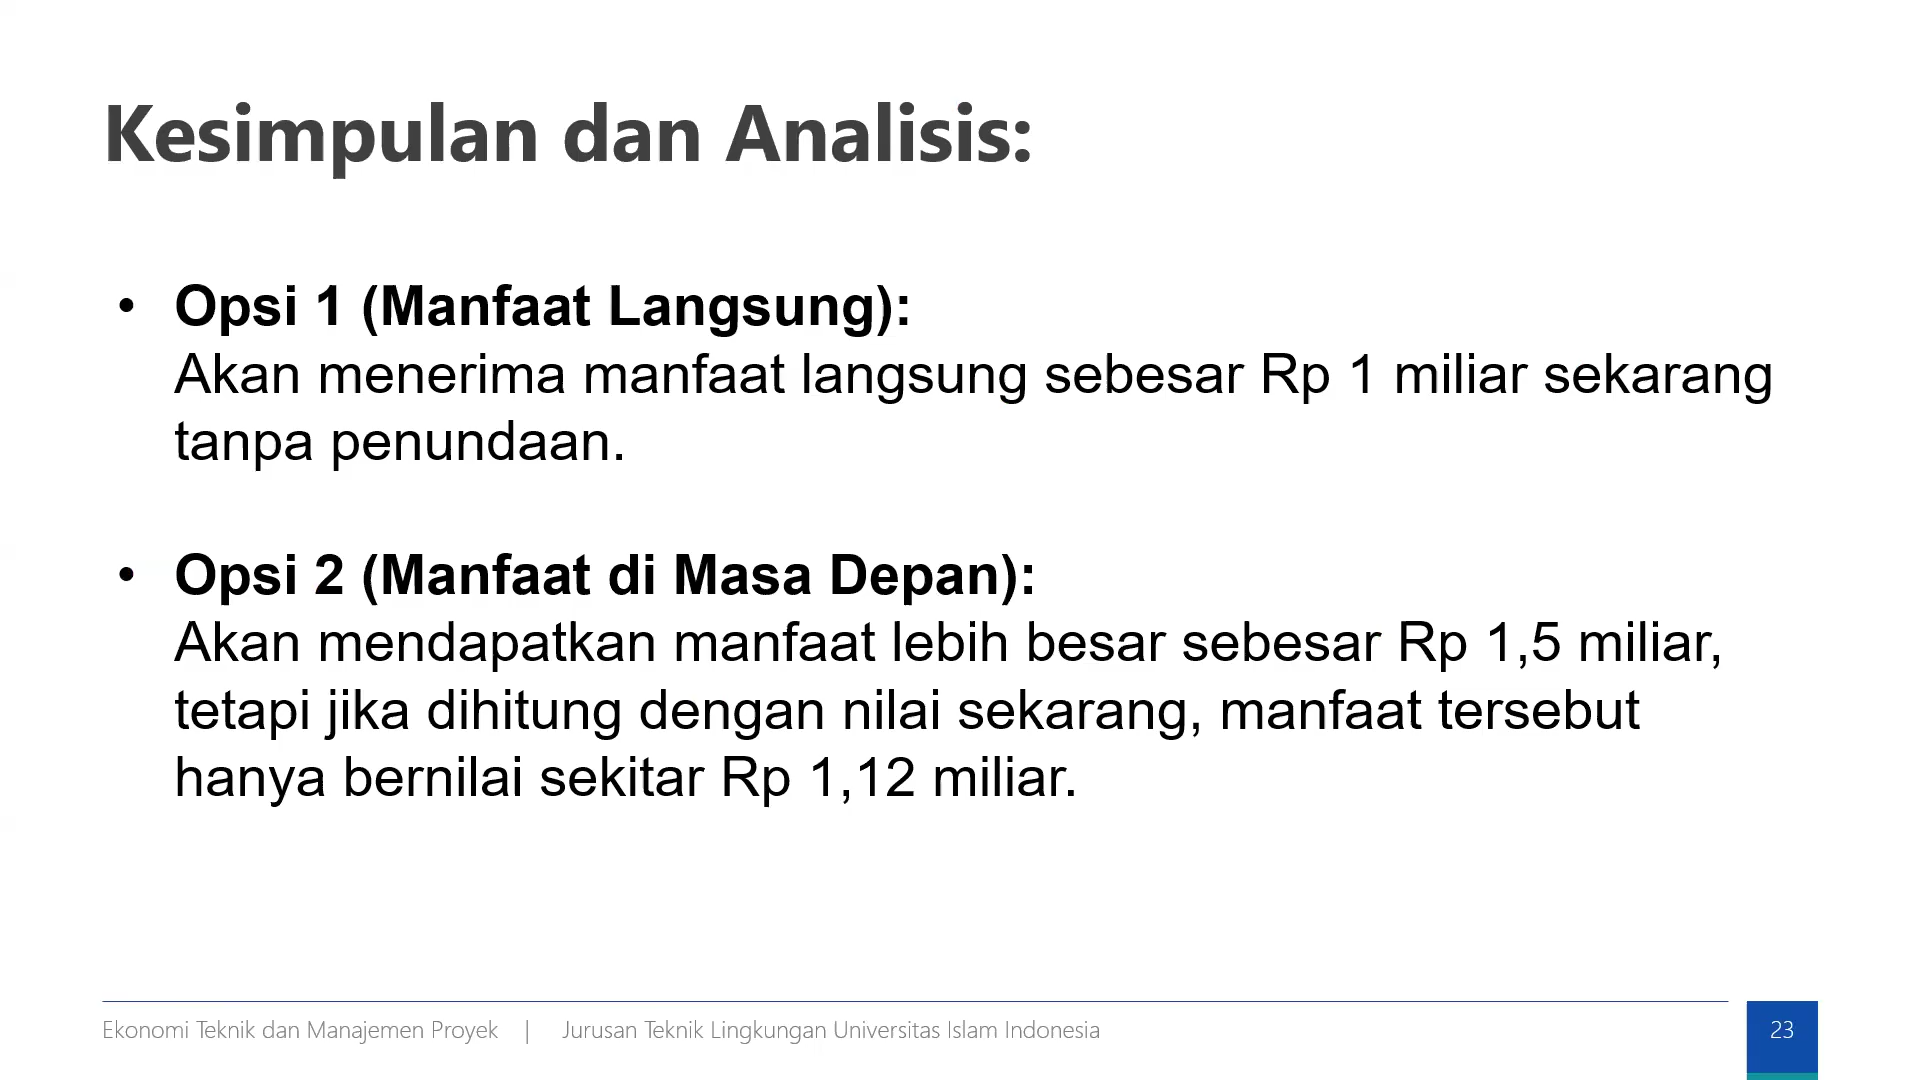 Kesimpulan dan Analisis:
• Opsi 1 (Manfaat Langsung):
Akan menerima manfaat langsung sebesar Rp 1 miliar sekarang
tanpa penundaan.
• Opsi 2 (Manfaat di Masa Depan):
Akan mendapatkan manfaat lebih besar sebesar Rp 1,5 miliar,
tetapi jika dihitung dengan nilai sekarang, manfaat tersebut
hanya bernilai sekitar Rp 1,12 miliar.
Ekonomi Teknik dan Manajemen Proyek | Jurusan Teknik Lingkungan Universitas Islam Indonesia
23